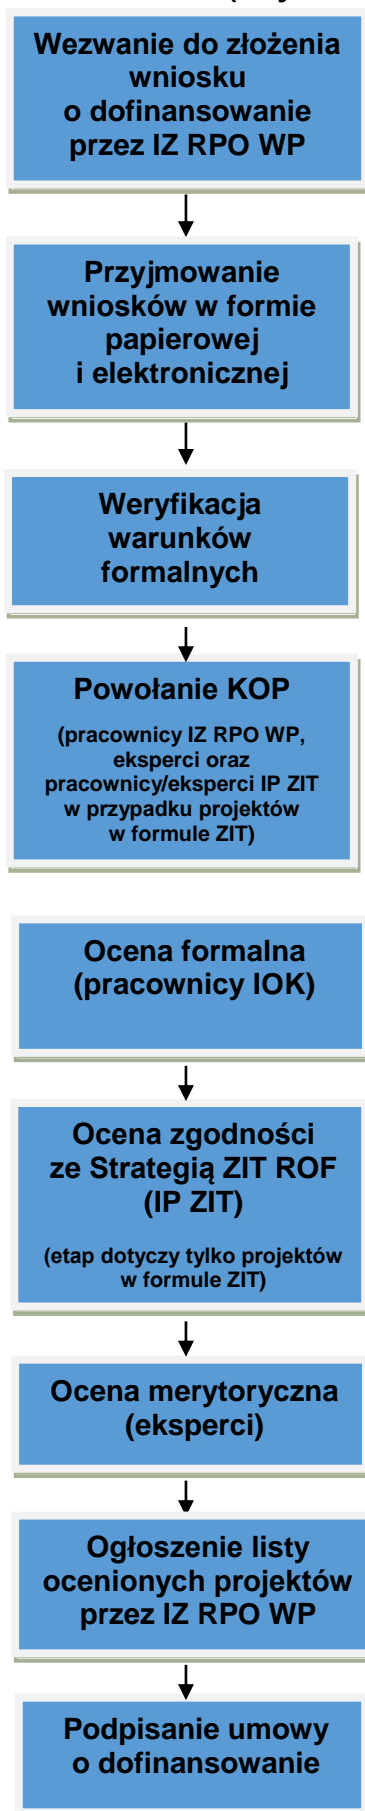 Wezwanie do złożenia
wniosku
o dofinansowanie
przez IZ RPO WP
Przyjmowanie
wniosków w formie
papierowej
i elektronicznej
Weryfikacja
warunków
formalnych
Powołanie KOP
(pracownicy IZ RPO WP,
eksperci oraz
pracownicy/eksperci IP ZIT
w przypadku projektów
w formule ZIT)
Ocena formalna
(pracownicy IOK)
Ocena zgodności
ze Strategią ZIT ROF
(IP ZIT)
(etap dotyczy tylko projektów
w formule ZIT)
Ocena merytoryczna
(eksperci)
Ogłoszenie listy
ocenionych projektów
przez IZ RPO WP
Podpisanie umowy
o dofinansowanie